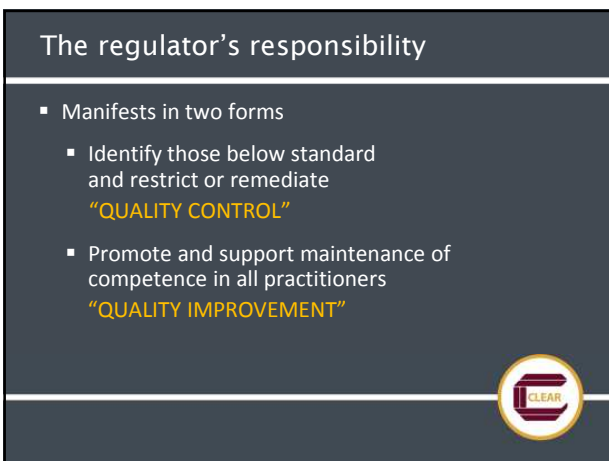 The regulator's responsibility
▪ Manifests in two forms
▪ Identify those below standard
and restrict or remediate
“QUALITY CONTROL”
▪ Promote and support maintenance of
competence in all practitioners
“QUALITY IMPROVEMENT”
CLEAR